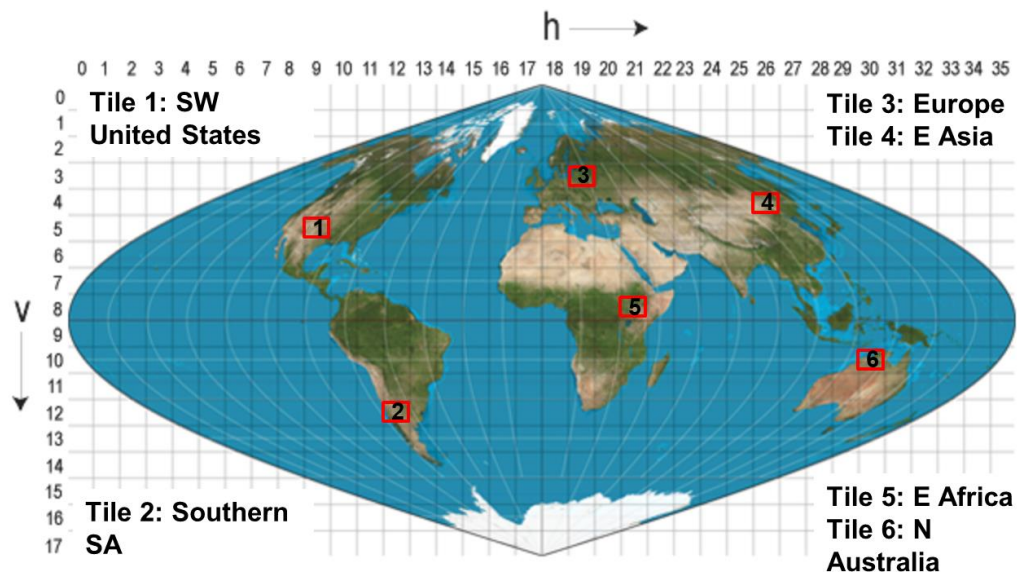 h
0 1 2 3 4 5 6 7 8 9 10 11 12 13 14 15 16 17 18 19 20 21 22 23 24 25 26 27 28 29 30 31 32 33 34 35
0
Tile 1: SW
United States
Tile 3: Europe
Tile 4: E Asia
1
2
3
3
4
4
5
1
6
7
V
8
5
9
10
6
11
12
2
13
14
15
Tile 2: Southern
SA
Tile 5: E Africa
Tile 6: N
Australia
16
17